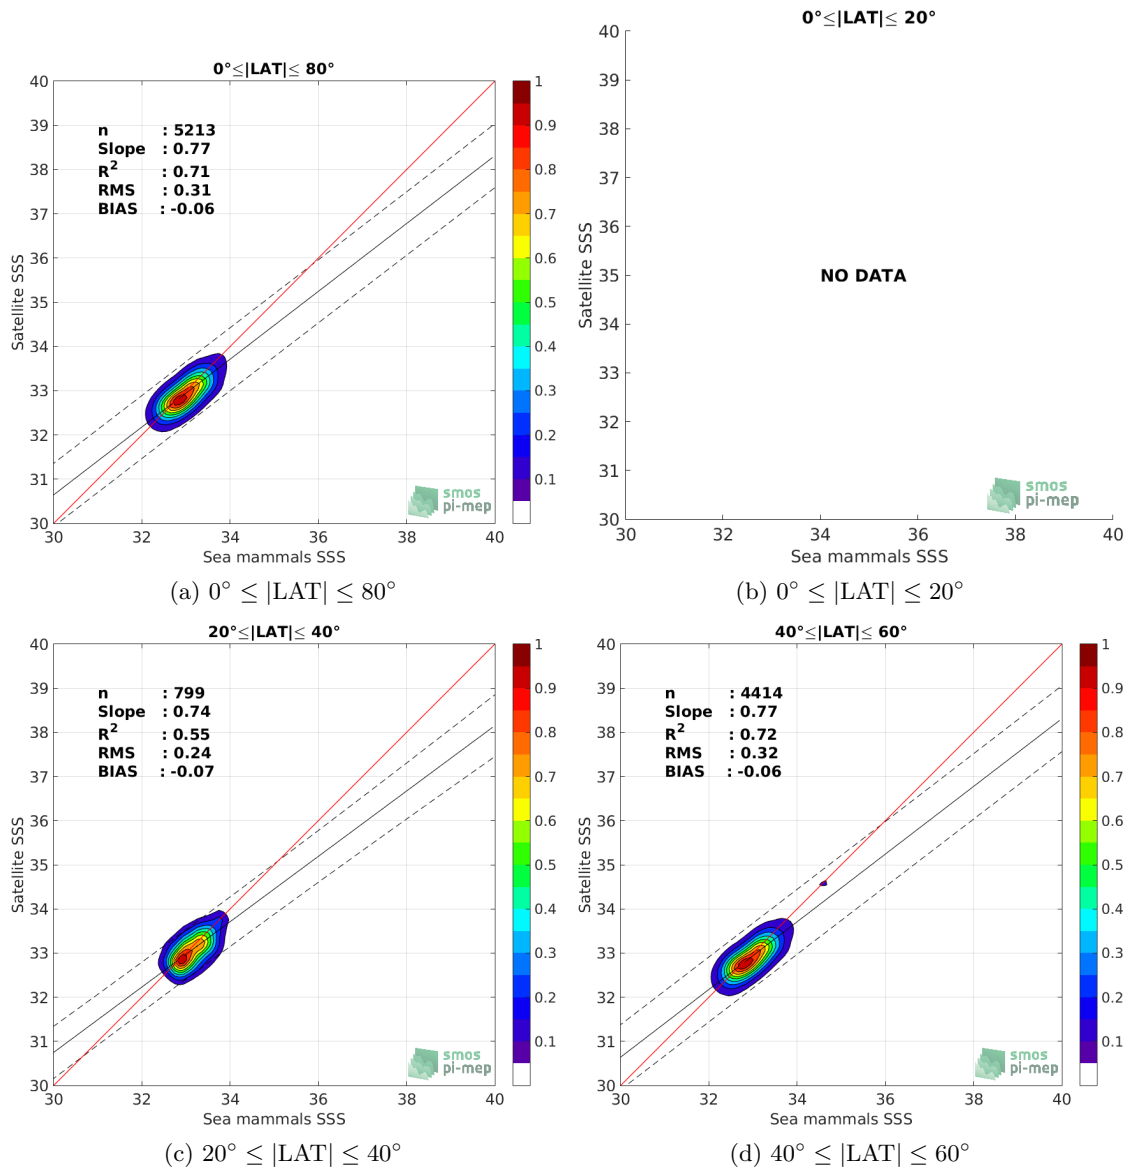 0°≤|LAT|≤ 80°
n : 5213
Slope : 0.77
R² : 0.71
RMS : 0.31
BIAS : -0.06
40
39
38
37
36
35
34
33
32
31
30
Satellite SSS
30 32 34 36 38 40
Sea mammals SSS
1
0.9
0.8
0.7
0.6
0.5
0.4
0.3
0.2
0.1
smos
pi-mep
(a) 0° ≤ |LAT| ≤ 80°
0°≤|LAT|≤ 20°
40
39
38
37
36
35
34
33
32
31
30
Satellite SSS
NO DATA
30 32 34 36 38 40
Sea mammals SSS
smos
pi-mep
(b) 0° ≤ |LAT| ≤ 20°
20°≤|LAT|≤ 40°
n : 799
Slope : 0.74
R² : 0.55
RMS : 0.24
BIAS : -0.07
40
39
38
37
36
35
34
33
32
31
30
Satellite SSS
30 32 34 36 38 40
Sea mammals SSS
1
0.9
0.8
0.7
0.6
0.5
0.4
0.3
0.2
0.1
smos
pi-mep
(c) 20° ≤ |LAT| ≤ 40°
40°≤|LAT|≤ 60°
n : 4414
Slope : 0.77
R² : 0.72
RMS : 0.32
BIAS : -0.06
40
39
38
37
36
35
34
33
32
31
30
Satellite SSS
30 32 34 36 38 40
Sea mammals SSS
1
0.9
0.8
0.7
0.6
0.5
0.4
0.3
0.2
0.1
smos
pi-mep
(d) 40° ≤ |LAT| ≤ 60°